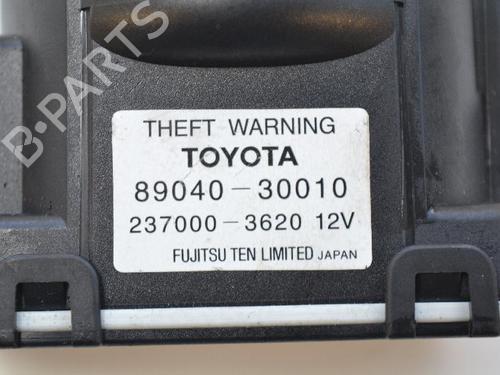 B-PARTS
THEFT WARNING
TOYOTA
89040-30010
237000-3620 12V
FUJITSU TEN LIMITED JAPAN